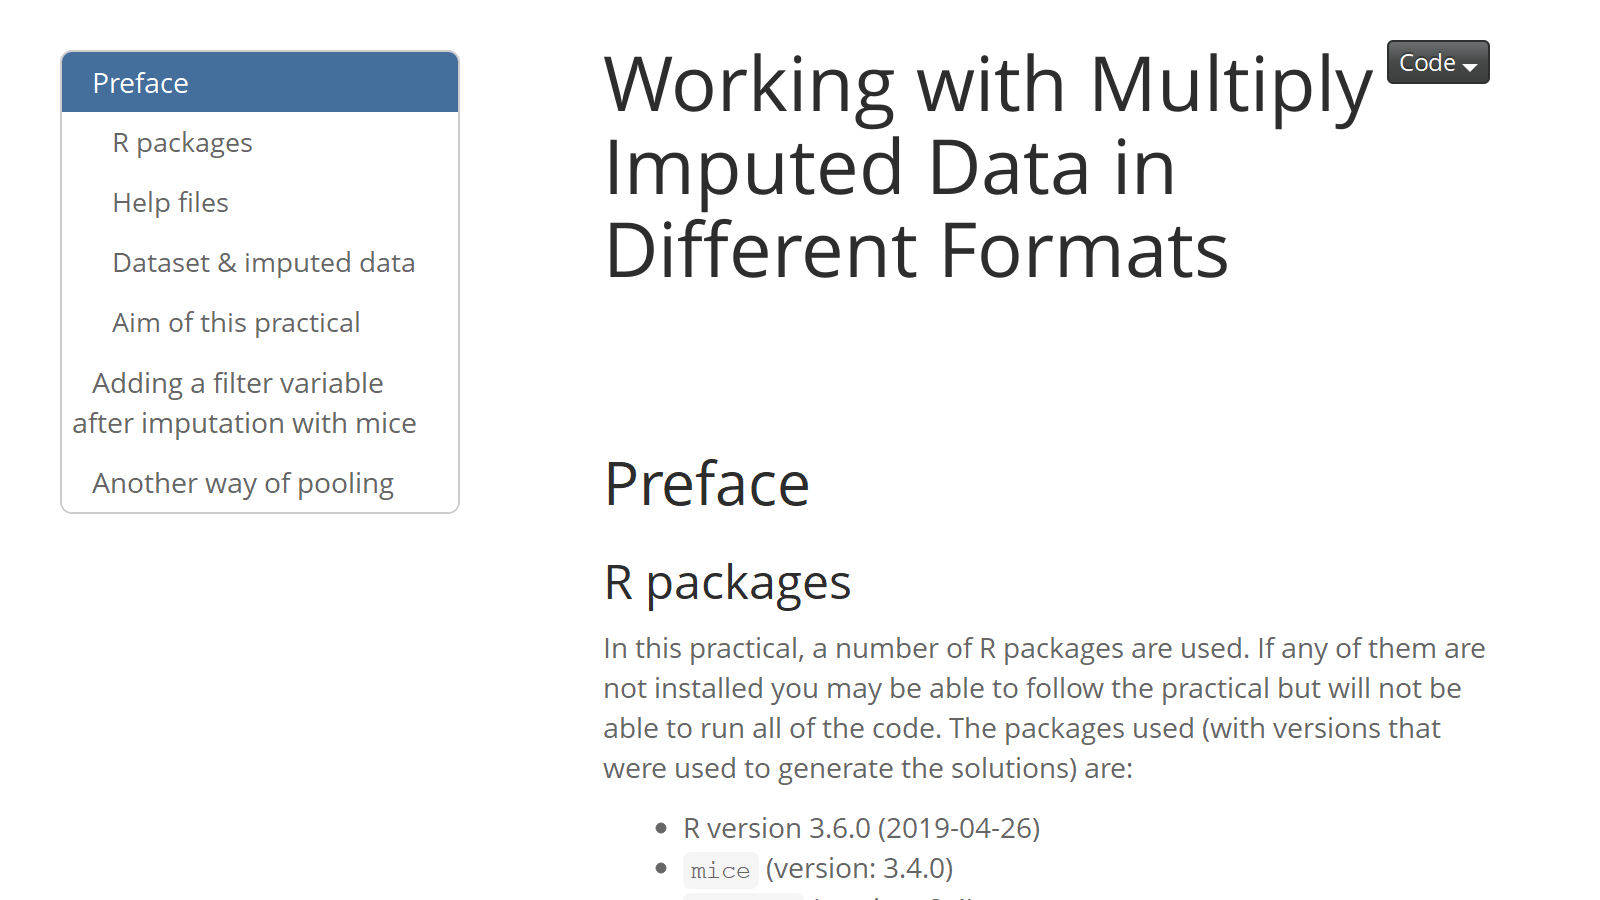 Preface
R packages
Help files
Dataset & imputed data
Aim of this practical
Adding a filter variable
after imputation with mice
Another way of pooling
Code
Working with Multiply
Imputed Data in
Different Formats
Preface
R packages
In this practical, a number of R packages are used. If any of them are
not installed you may be able to follow the practical but will not be
able to run all of the code. The packages used (with versions that
were used to generate the solutions) are:
R version 3.6.0 (2019-04-26)
mice (version: 3.4.0)